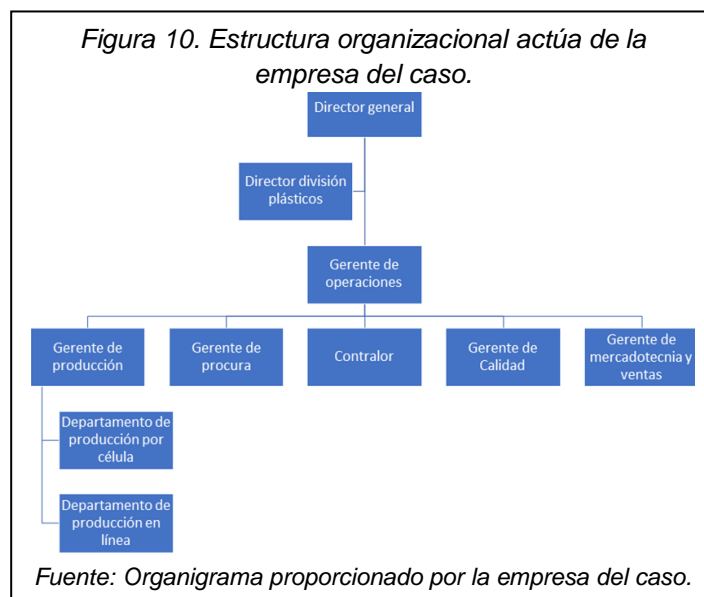 Figura 10. Estructura organizacional actúa de la
empresa del caso.
Director general
Director división
plásticos
Gerente de
operaciones
Gerente de
producción
Gerente de
procura
Contralor
Gerente de
Calidad
Gerente de
mercadotecnia y
ventas
Departamento de
producción por
célula
Departamento de
producción en
línea
Fuente: Organigrama proporcionado por la empresa del caso.